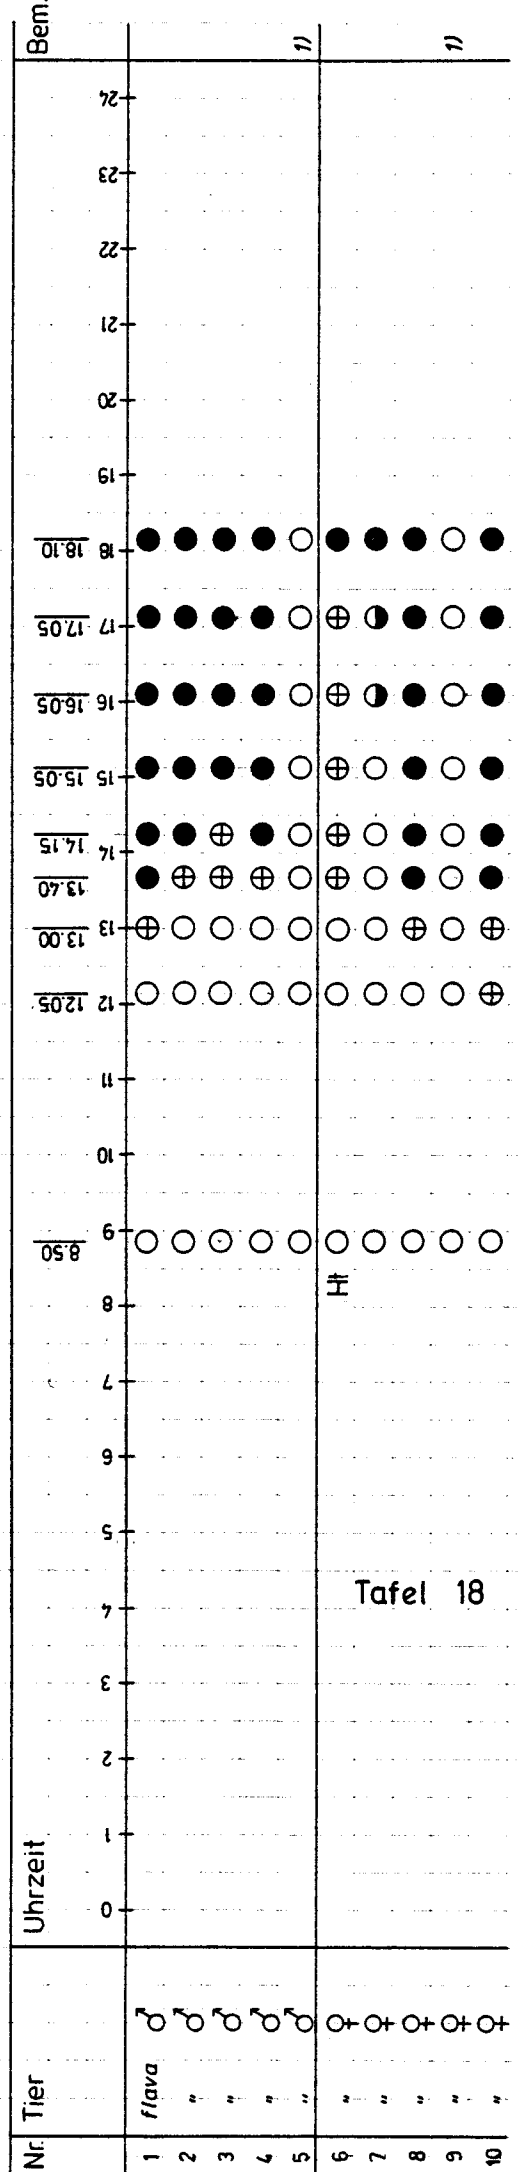 Nr. Tier Uhrzeit Bem.
0 1 2 3 4 5 6 7 8 9 10 11 12 13 14 15 16 17 18 19 20 21 22 23 24
8.50 12.05 13.00 13.40 14.15 15.05 16.05 17.05 18.10
1 flava ♂
2 " ♂
3 " ♂
4 " ♂
5 " ♂ 1)
6 " ♀
7 " ♀
8 " ♀
9 " ♀ 1)
10 " ♀
Tafel 18